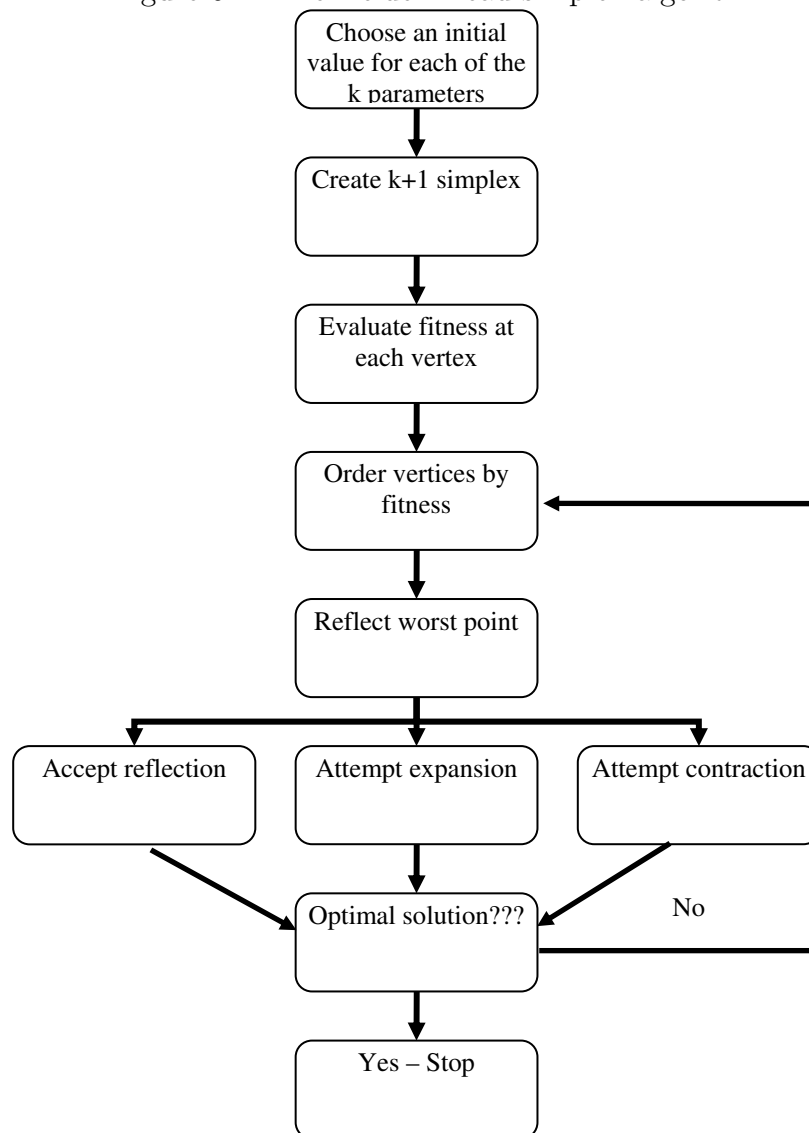 Choose an initial
value for each of the
k parameters
Create k+1 simplex
Evaluate fitness at
each vertex
Order vertices by
fitness
Reflect worst point
Accept reflection
Attempt expansion
Attempt contraction
Optimal solution???
No
Yes – Stop